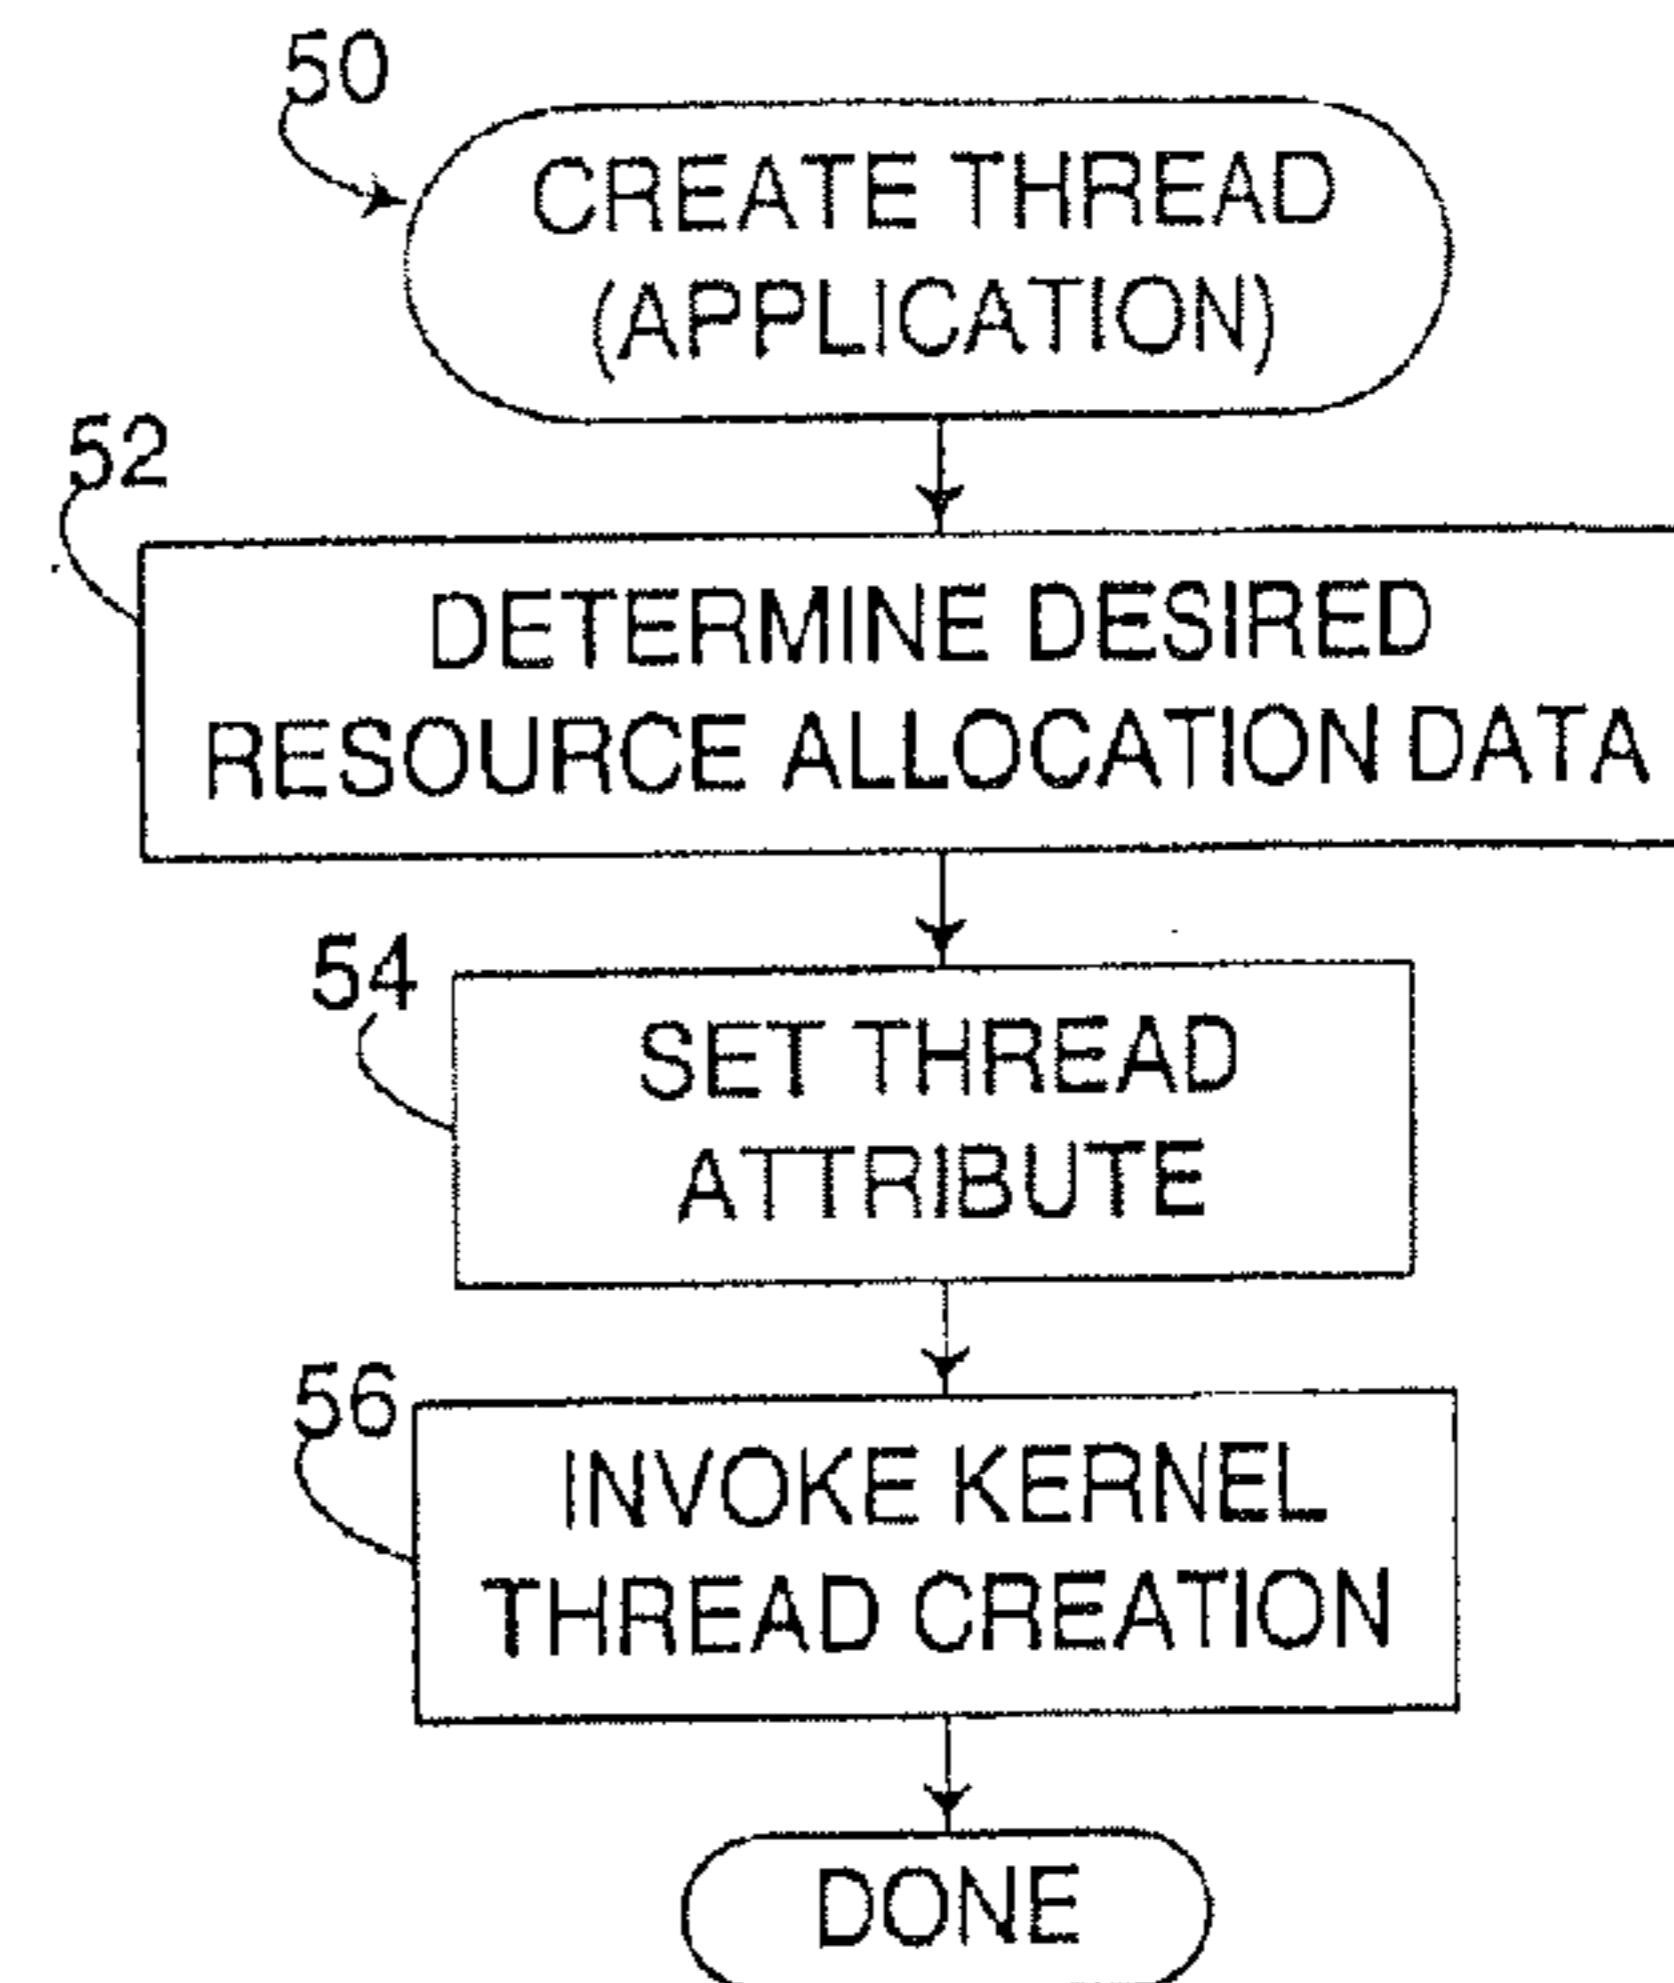 50
CREATE THREAD
(APPLICATION)
52
DETERMINE DESIRED
RESOURCE ALLOCATION DATA
54
SET THREAD
ATTRIBUTE
56
INVOKE KERNEL
THREAD CREATION
DONE